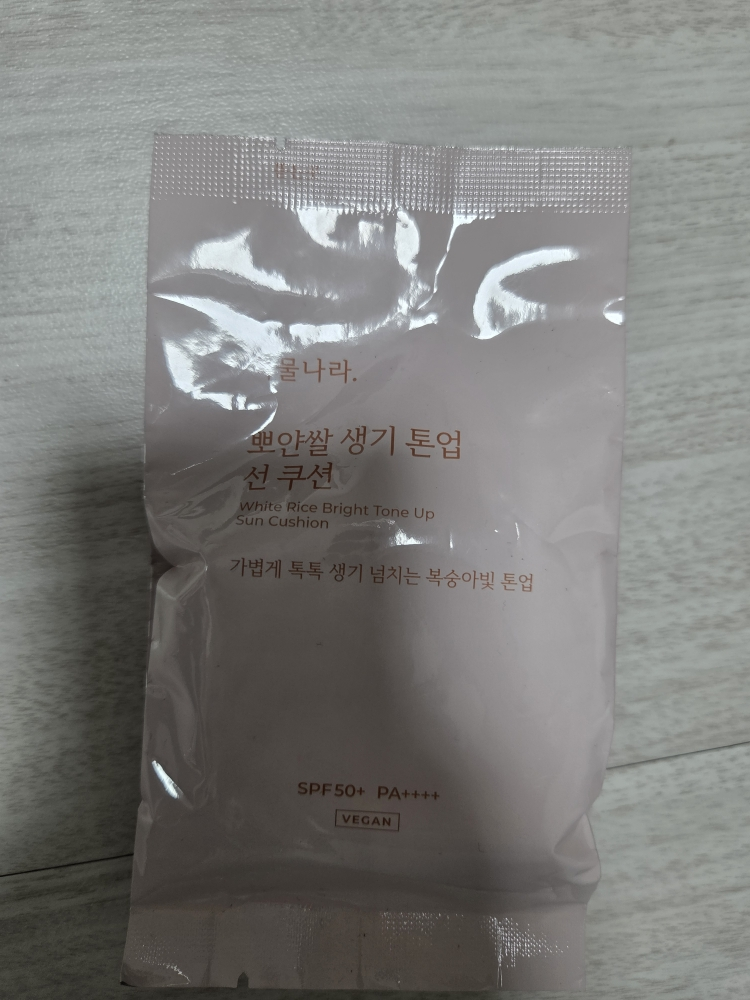 물나라.
뽀얀쌀 생기 톤업
선 쿠션
White Rice Bright Tone Up
Sun Cushion
가볍게 톡톡 생기 넘치는 복숭아빛 톤업
SPF50+ PA++++
VEGAN